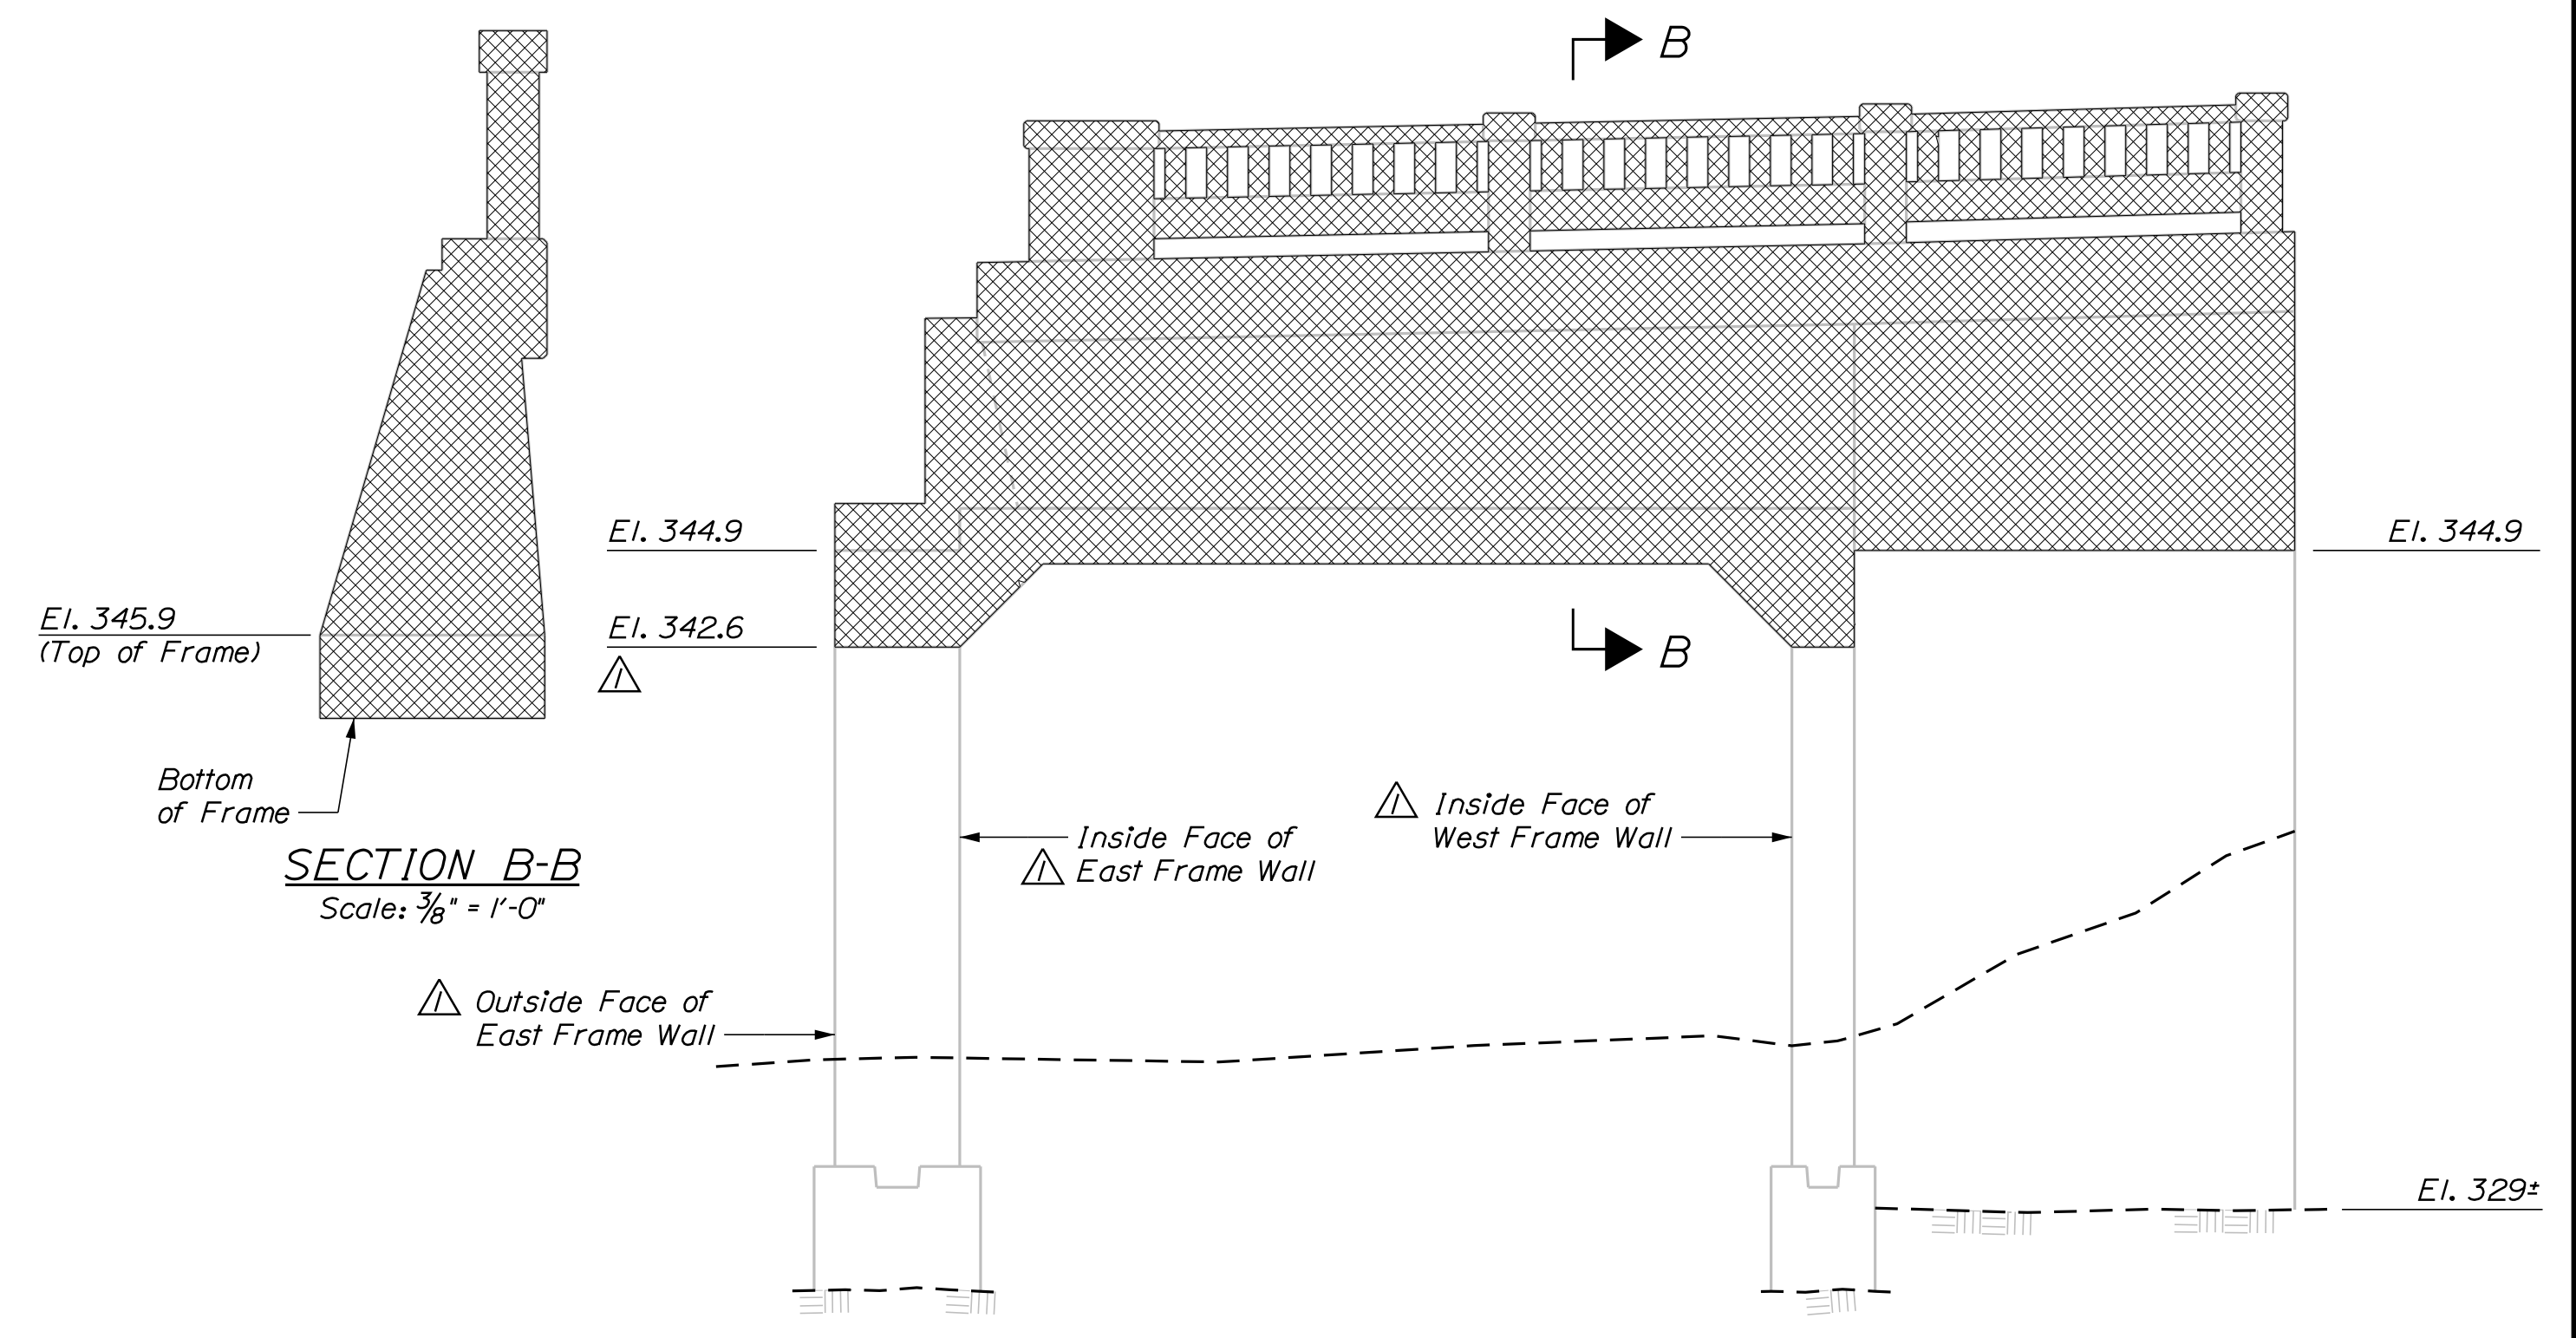 B
El. 344.9
El. 344.9
El. 345.9
(Top of Frame)
El. 342.6
1
B
Bottom
of Frame
1 Inside Face of
West Frame Wall
Inside Face of
1 East Frame Wall
SECTION B-B
Scale: 3/8" = 1'-0"
1 Outside Face of
East Frame Wall
El. 329±